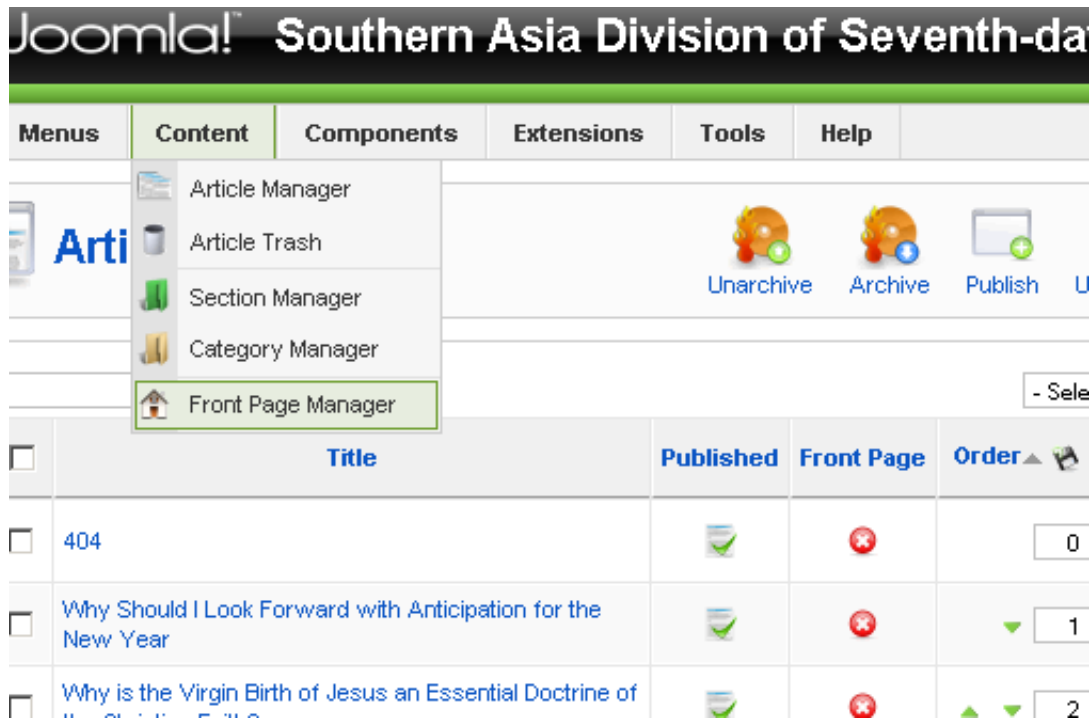 Joomla! Southern Asia Division of Seventh-da
Menus Content Components Extensions Tools Help
Article Manager
Article Trash
Section Manager
Category Manager
Front Page Manager
Arti
Unarchive Archive Publish U
- Sele
Title Published Front Page Order
404 0
Why Should I Look Forward with Anticipation for the
New Year 1
Why is the Virgin Birth of Jesus an Essential Doctrine of 2